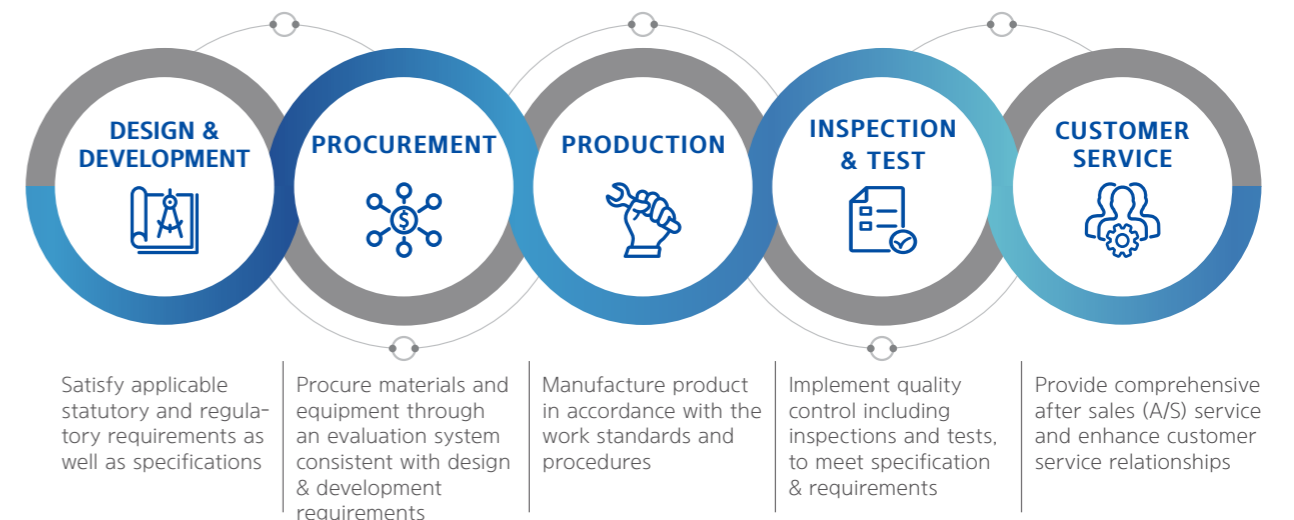 DESIGN &
DEVELOPMENT
PROCUREMENT
PRODUCTION
INSPECTION
& TEST
CUSTOMER
SERVICE
$
Satisfy applicable
statutory and regula-
tory requirements as
well as specifications
Procure materials and
equipment through
an evaluation system
consistent with design
& development
requirements
Manufacture product
in accordance with the
work standards and
procedures
Implement quality
control including
inspections and tests,
to meet specification
& requirements
Provide comprehensive
after sales (A/S) service
and enhance customer
service relationships